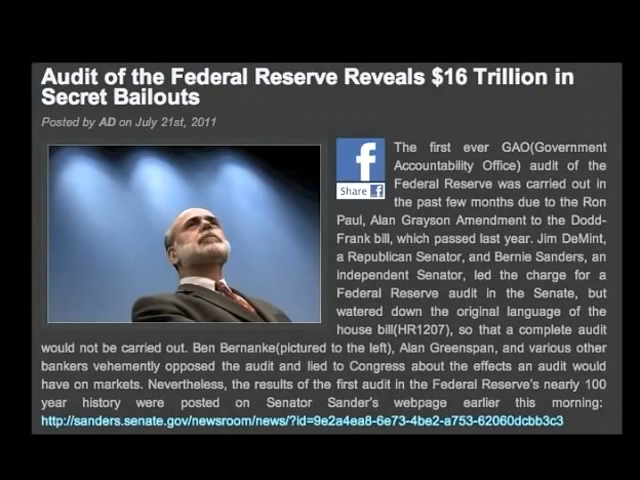 Audit of the Federal Reserve Reveals $16 Trillion in
Secret Bailouts
Posted by AD on July 21st, 2011
f
Share f
The first ever GAO(Government
Accountability Office) audit of the
Federal Reserve was carried out in
the past few months due to the Ron
Paul, Alan Grayson Amendment to the Dodd-
Frank bill, which passed last year. Jim DeMint,
a Republican Senator, and Bernie Sanders, an
independent Senator, led the charge for a
Federal Reserve audit in the Senate, but
watered down the original language of the
house bill(HR1207), so that a complete audit
would not be carried out. Ben Bernanke(pictured to the left), Alan Greenspan, and various other
bankers vehemently opposed the audit and lied to Congress about the effects an audit would
have on markets. Nevertheless, the results of the first audit in the Federal Reserve's nearly 100
year history were posted on Senator Sander's webpage earlier this morning:
http://sanders.senate.gov/newsroom/news/?id=9e2a4ea8-6e73-4be2-a753-62060dcbb3c3